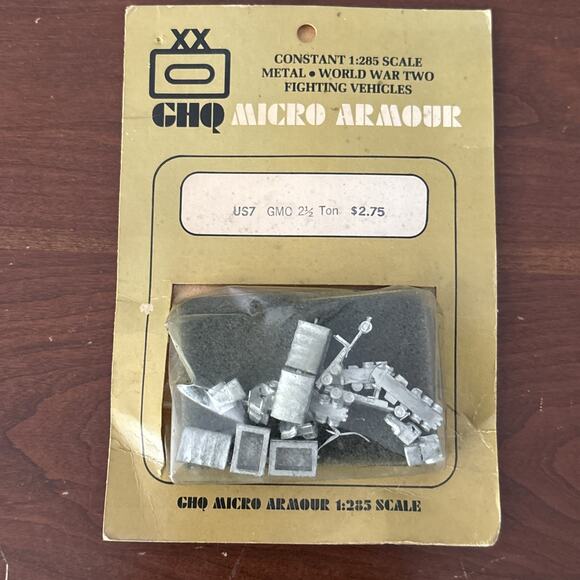 XX
CONSTANT 1:285 SCALE
METAL • WORLD WAR TWO
FIGHTING VEHICLES
GHQ MICRO ARMOUR
US7 GMC 2½ Ton $2.75
GHQ MICRO ARMOUR 1:285 SCALE